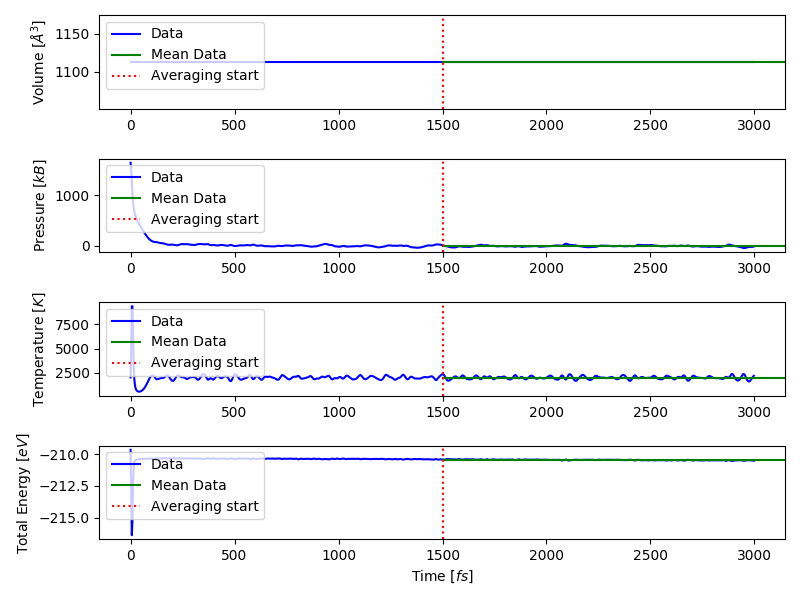 Volume [Å³]
1150
1100
Data
Mean Data
Averaging start
0 500 1000 1500 2000 2500 3000
Pressure [kB]
1000
0
Data
Mean Data
Averaging start
0 500 1000 1500 2000 2500 3000
Temperature [K]
7500
5000
2500
Data
Mean Data
Averaging start
0 500 1000 1500 2000 2500 3000
Total Energy [eV]
−210.0
−212.5
−215.0
Data
Mean Data
Averaging start
0 500 1000 1500 2000 2500 3000
Time [fs]